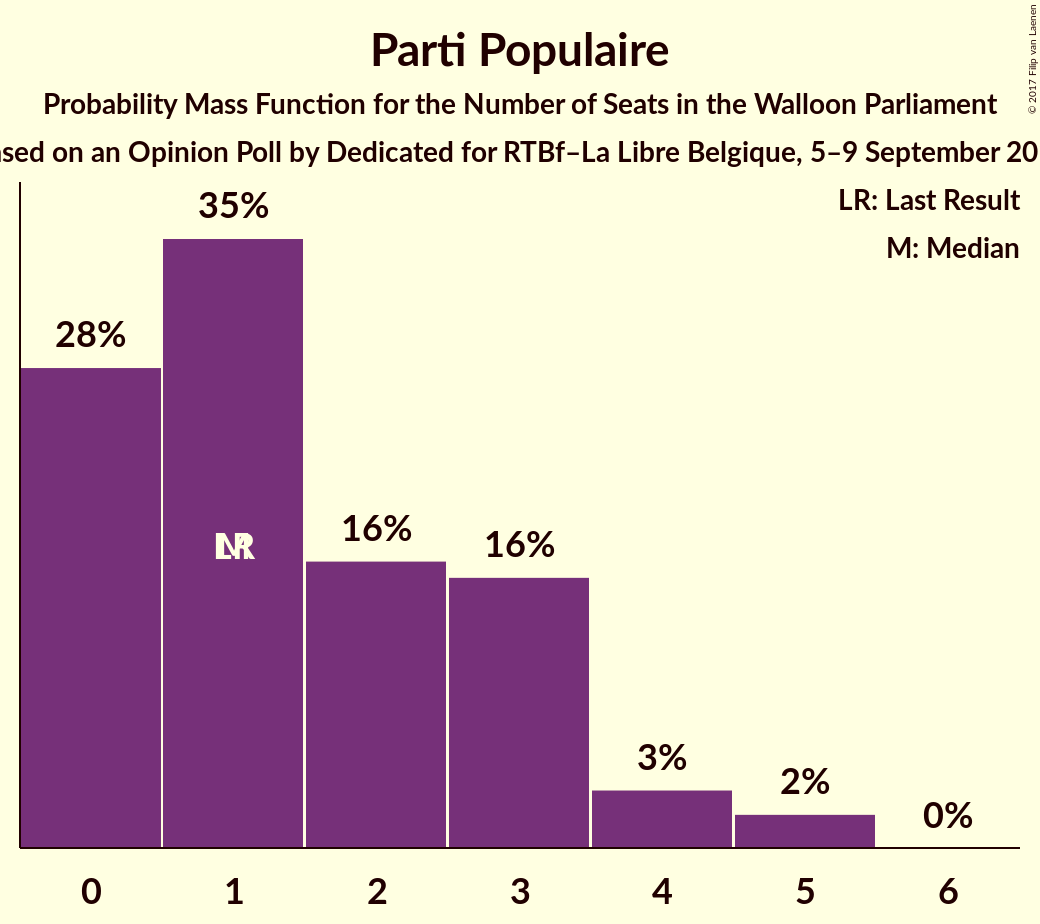 Parti Populaire
Probability Mass Function for the Number of Seats in the Walloon Parliament
on an Opinion Poll by Dedicated for RTBf–La Libre Belgique, 5–9 September
© 2017 Filip van Laenen
LR: Last Result
M: Median
35%
28%
16%
16%
3%
2%
0%
LR
M
0 1 2 3 4 5 6